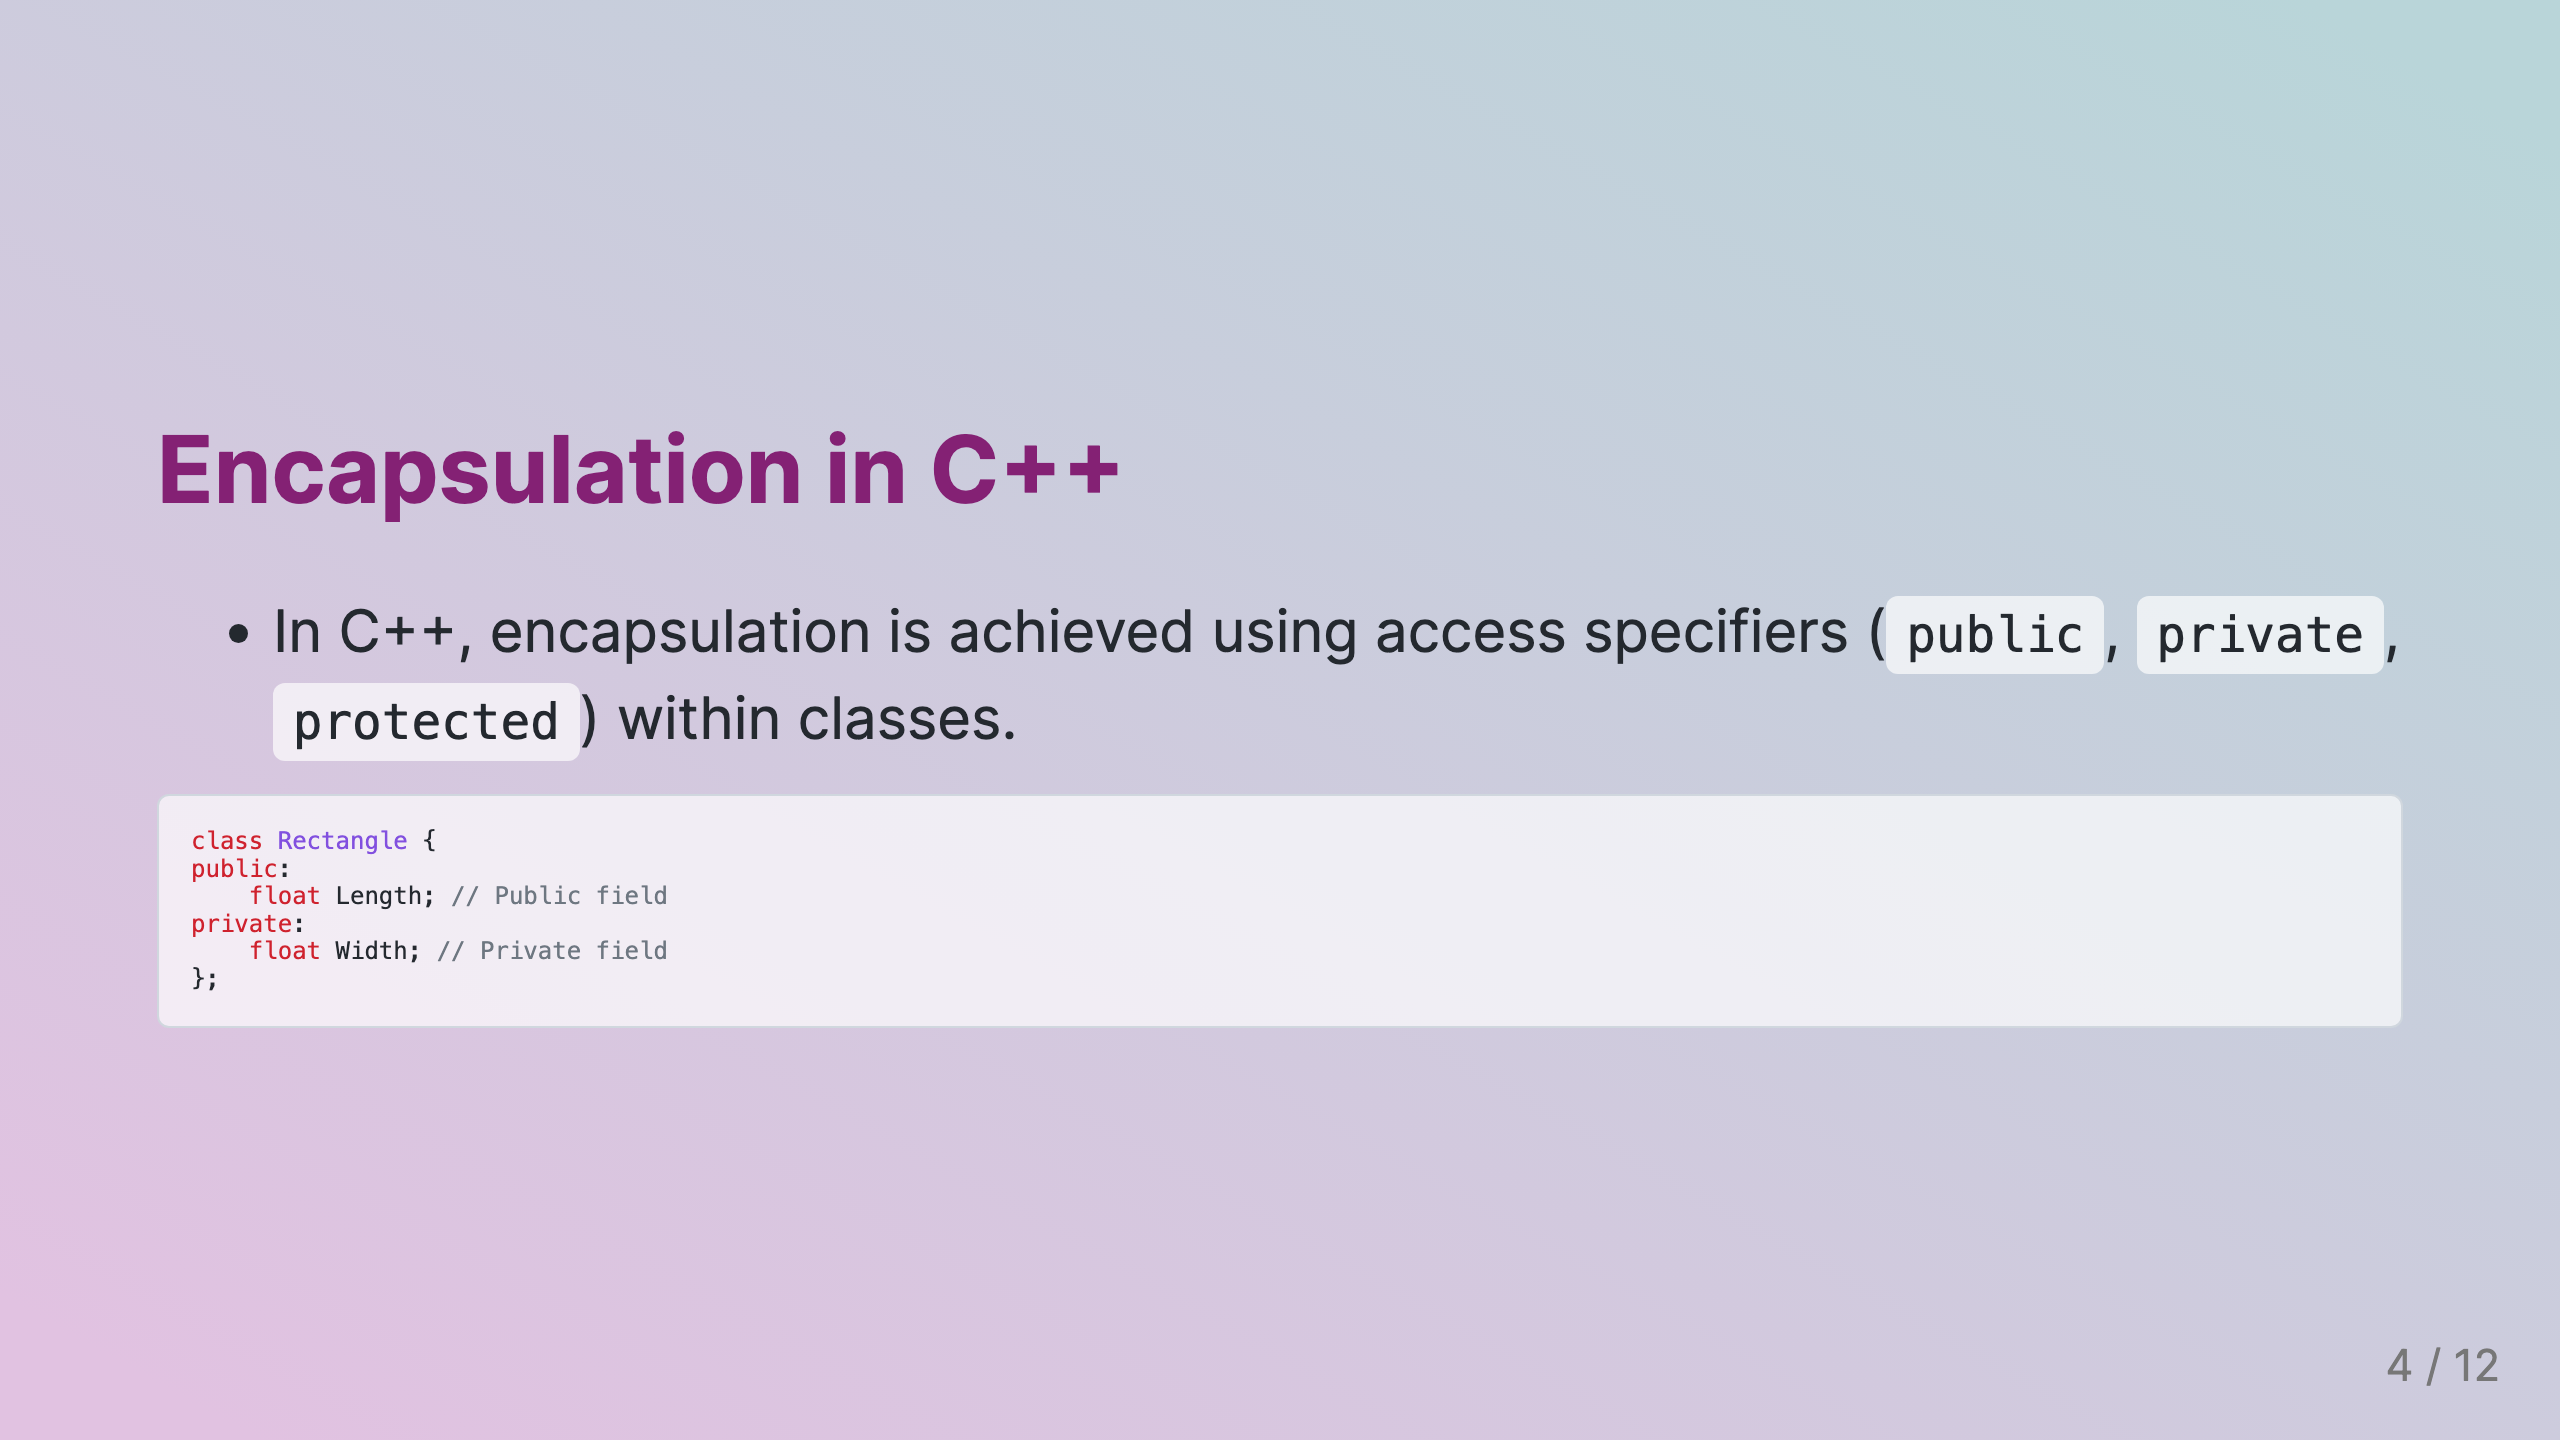 Encapsulation in C++
• In C++, encapsulation is achieved using access specifiers (public, private,
protected) within classes.
class Rectangle {
public:
    float Length; // Public field
private:
    float Width; // Private field
};
4 / 12